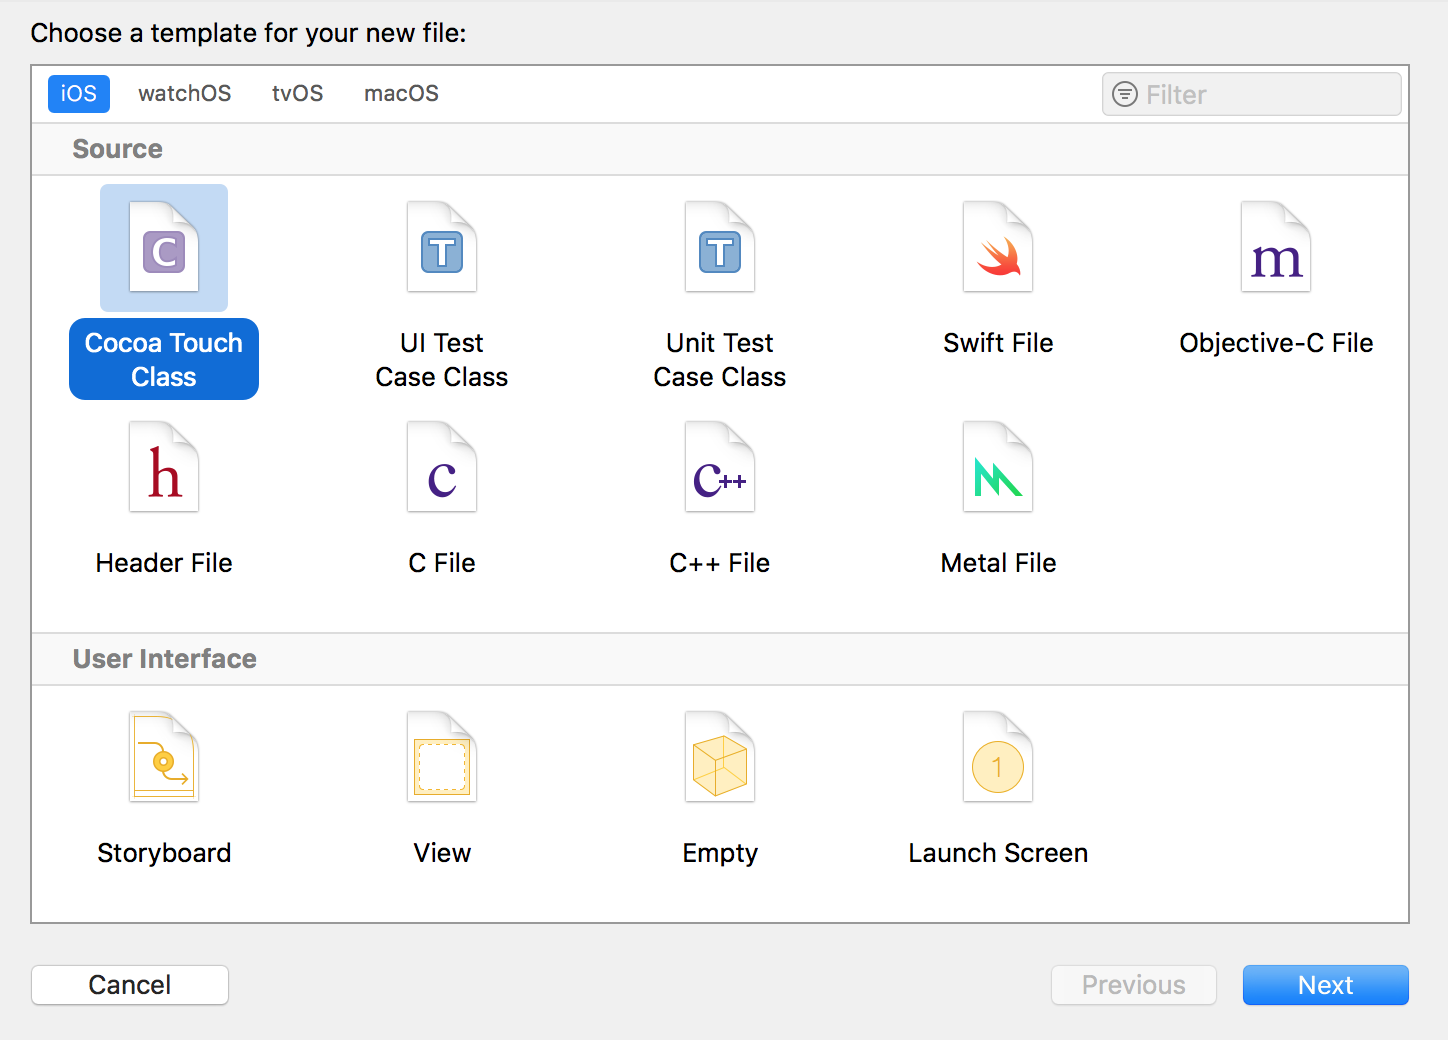 Choose a template for your new file:
iOS watchOS tvOS macOS Filter
Source
C T T m
Cocoa Touch
Class
UI Test
Case Class
Unit Test
Case Class
Swift File
Objective-C File
h c C++
Header File
C File
C++ File
Metal File
User Interface
1
Storyboard
View
Empty
Launch Screen
Cancel Previous Next